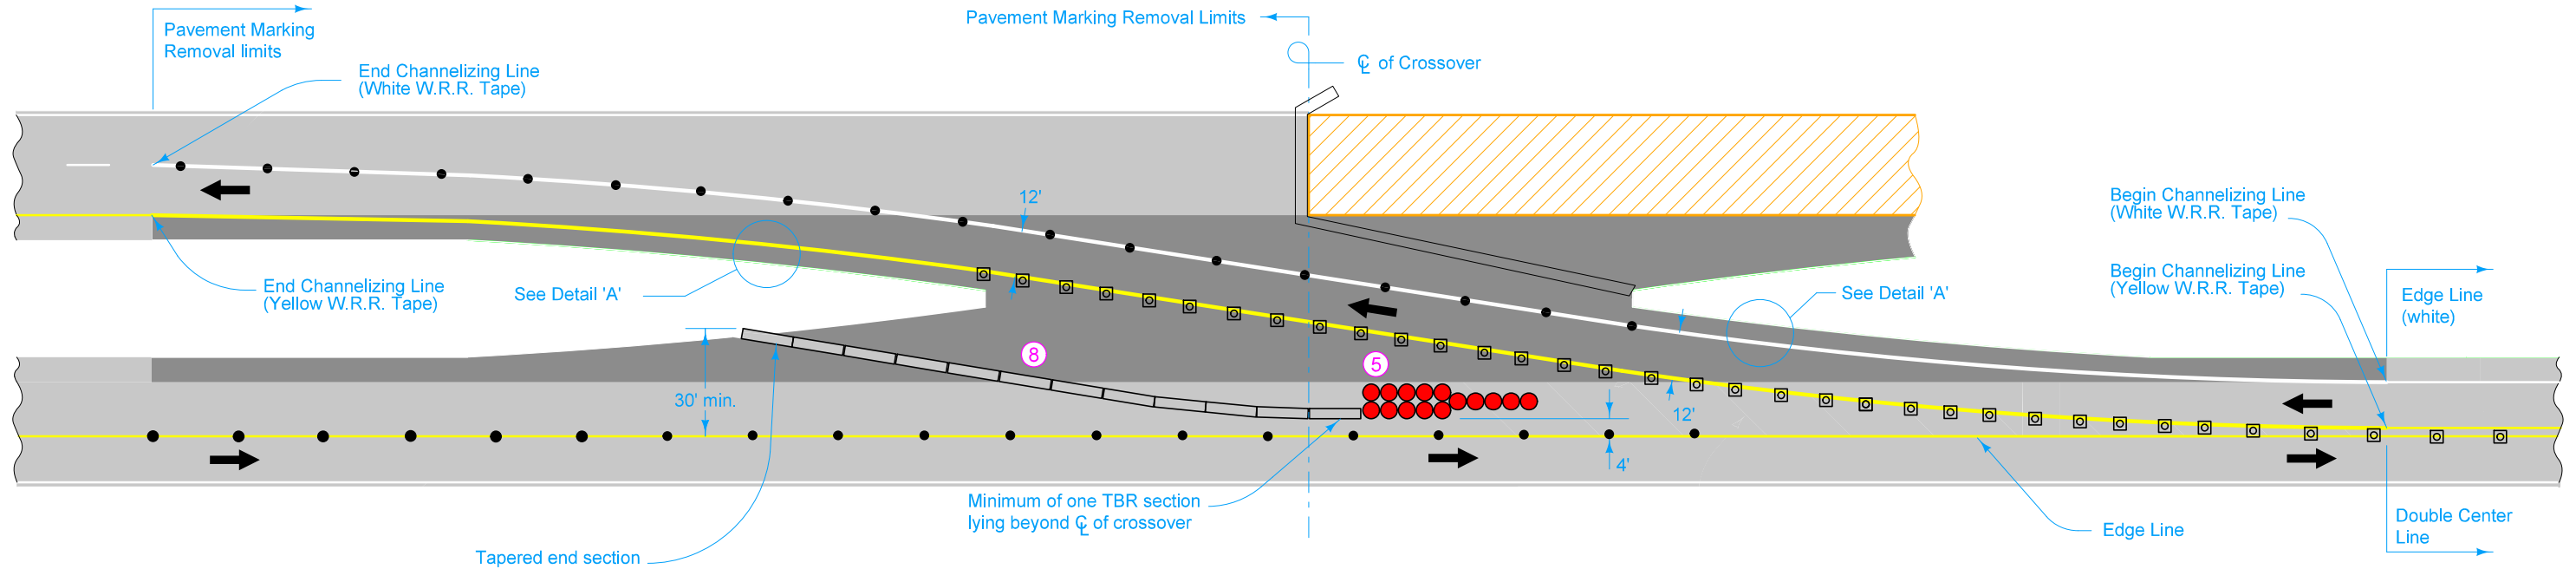 Pavement Marking
Removal limits
Pavement Marking Removal Limits
End Channelizing Line
(White W.R.R. Tape)
℄ of Crossover
12'
Begin Channelizing Line
(White W.R.R. Tape)
End Channelizing Line
(Yellow W.R.R. Tape)
See Detail 'A'
Begin Channelizing Line
(Yellow W.R.R. Tape)
See Detail 'A'
Edge Line
(white)
8
5
30' min.
12'
4'
Minimum of one TBR section
lying beyond ℄ of crossover
Tapered end section
Edge Line
Double Center
Line